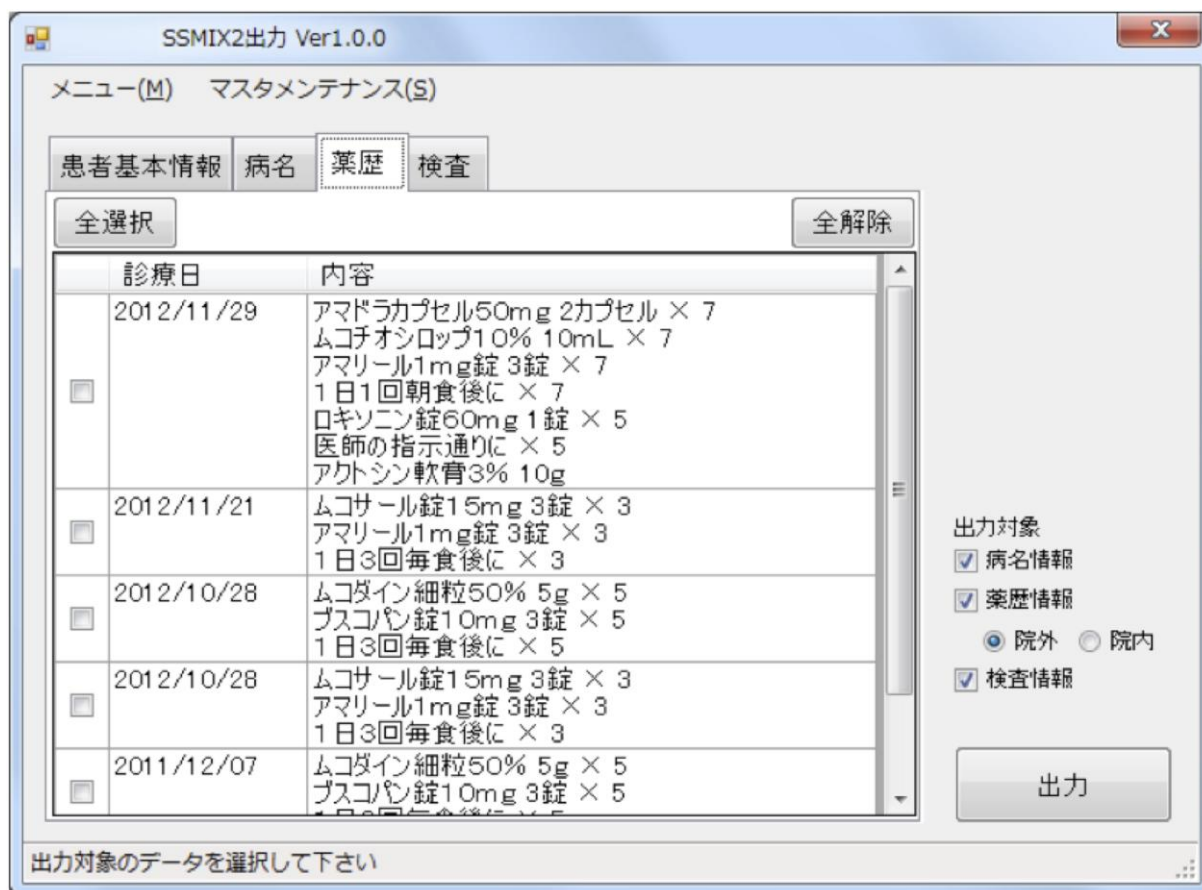 SSMIX2出力 Ver1.0.0
メニュー(M) マスタメンテナンス(S)
患者基本情報 病名 薬歴 検査
全選択 全解除
診療日 内容
2012/11/29 アマドラカプセル50mg 2カプセル × 7
ムコチオシロップ10% 10mL × 7
アマリール1mg錠 3錠 × 7
1日1回朝食後に × 7
ロキソニン錠60mg 1錠 × 5
医師の指示通りに × 5
アクトシン軟膏3% 10g
2012/11/21 ムコサール錠15mg 3錠 × 3
アマリール1mg錠 3錠 × 3
1日3回毎食後に × 3
2012/10/28 ムコダイン細粒50% 5g × 5
ブスコパン錠10mg 3錠 × 5
1日3回毎食後に × 5
2012/10/28 ムコサール錠15mg 3錠 × 3
アマリール1mg錠 3錠 × 3
1日3回毎食後に × 3
2011/12/07 ムコダイン細粒50% 5g × 5
ブスコパン錠10mg 3錠 × 5
出力対象
病名情報
薬歴情報
院外 院内
検査情報
出力
出力対象のデータを選択して下さい